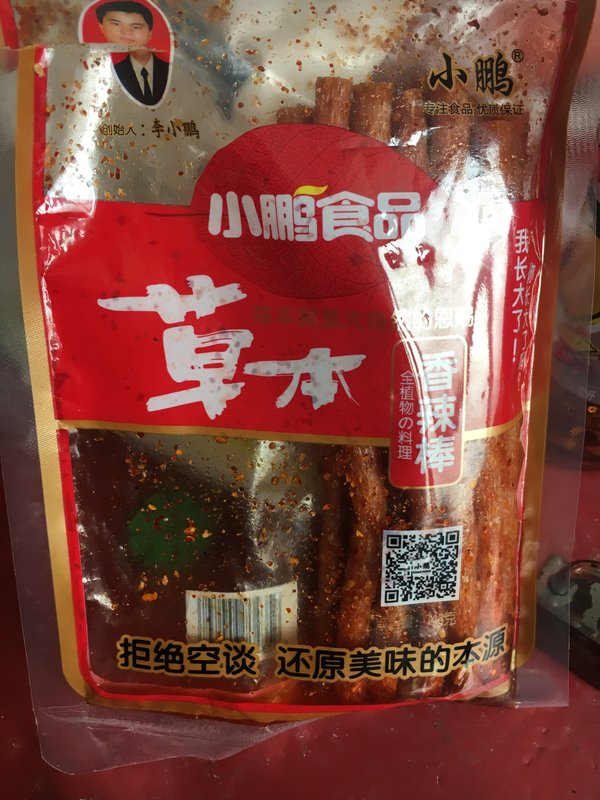 小鹏®
专注食品 优质保证
创始人：李小鹏
小鹏食品
我长大了！
草本
香辣棒
全植物の料理
拒绝空谈 还原美味的本源